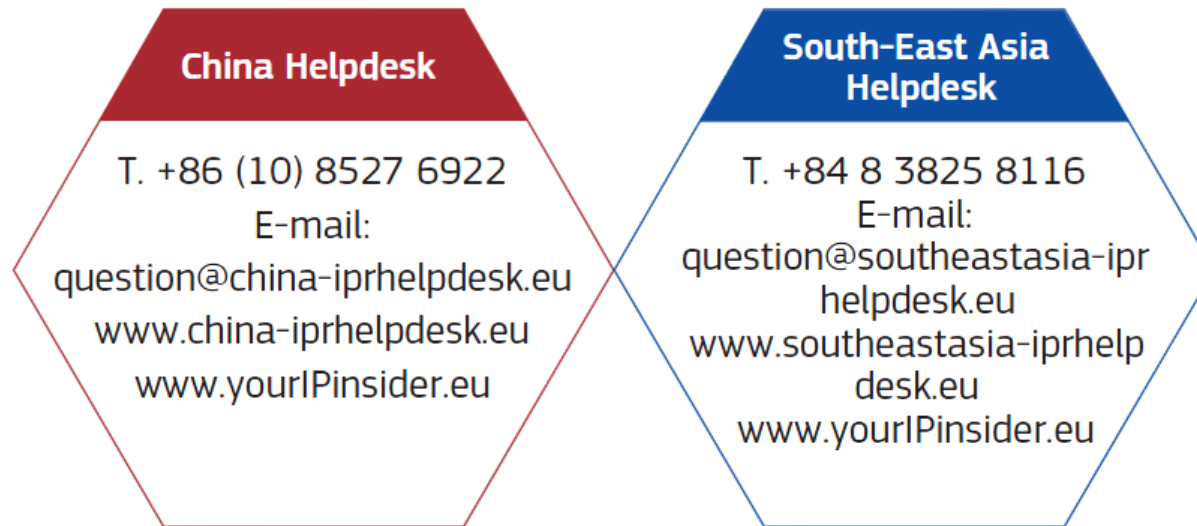 China Helpdesk
T. +86 (10) 8527 6922
E-mail:
question@china-iprhelpdesk.eu
www.china-iprhelpdesk.eu
www.yourIPinsider.eu
South-East Asia
Helpdesk
T. +84 8 3825 8116
E-mail:
question@southeastasia-ipr
helpdesk.eu
www.southeastasia-iprhelp
desk.eu
www.yourIPinsider.eu